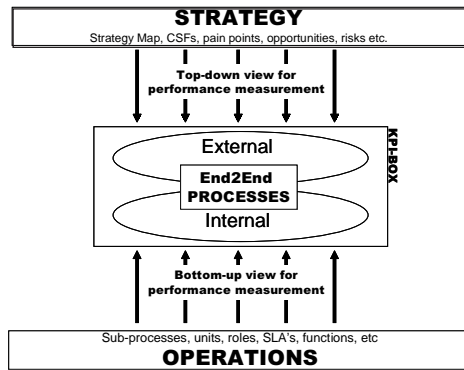 STRATEGY
Strategy Map, CSFs, pain points, opportunities, risks etc.
Top-down view for
performance measurement
External
KPI-BOX
End2End
PROCESSES
Internal
Bottom-up view for
performance measurement
Sub-processes, units, roles, SLA's, functions, etc
OPERATIONS